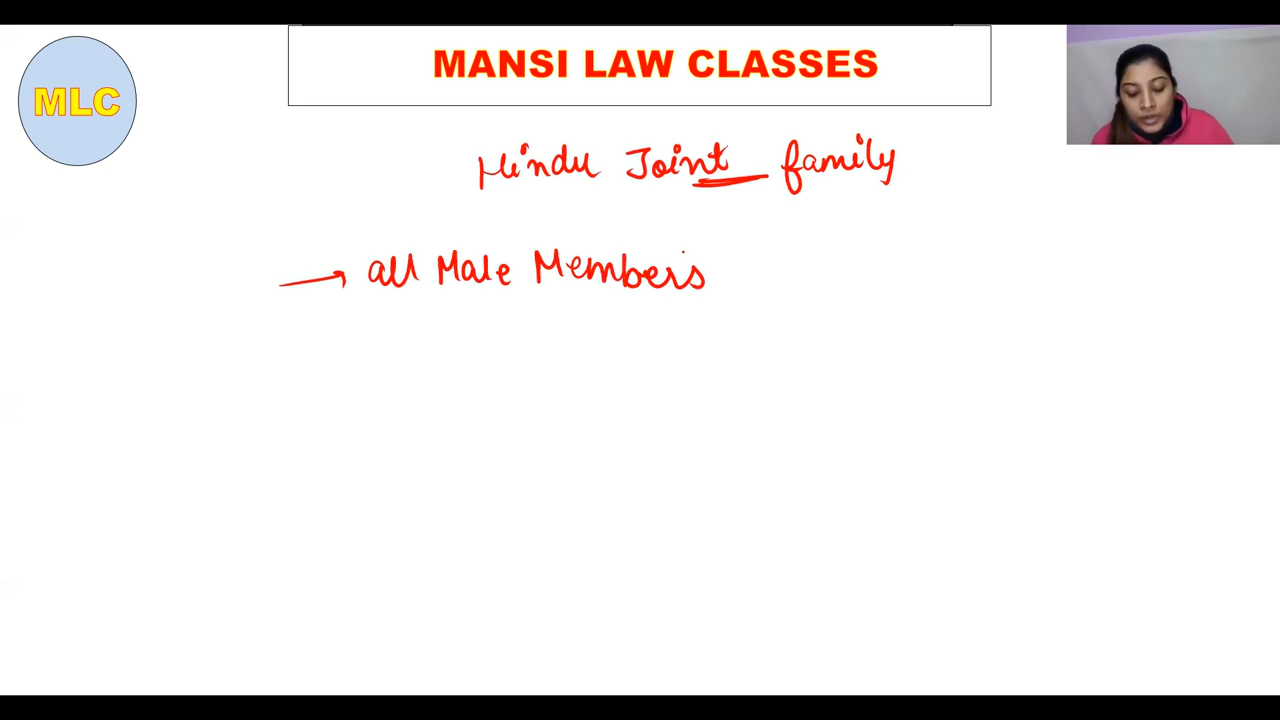 MLC
MANSI LAW CLASSES
Hindu Joint family
→ all Male Members